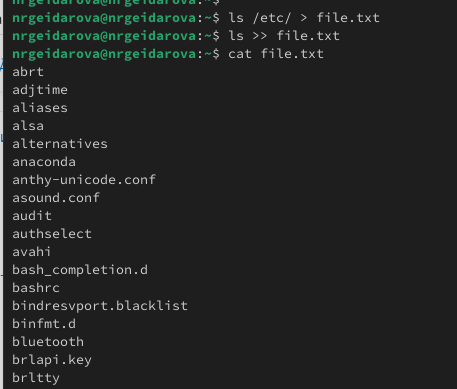 nrgeidarova@nrgeidarova:~$
nrgeidarova@nrgeidarova:~$ ls /etc/ > file.txt
nrgeidarova@nrgeidarova:~$ ls >> file.txt
nrgeidarova@nrgeidarova:~$ cat file.txt
abrt
adjtime
aliases
alsa
alternatives
anaconda
anthy-unicode.conf
asound.conf
audit
authselect
avahi
bash_completion.d
bashrc
bindresvport.blacklist
binfmt.d
bluetooth
brlapi.key
brltty